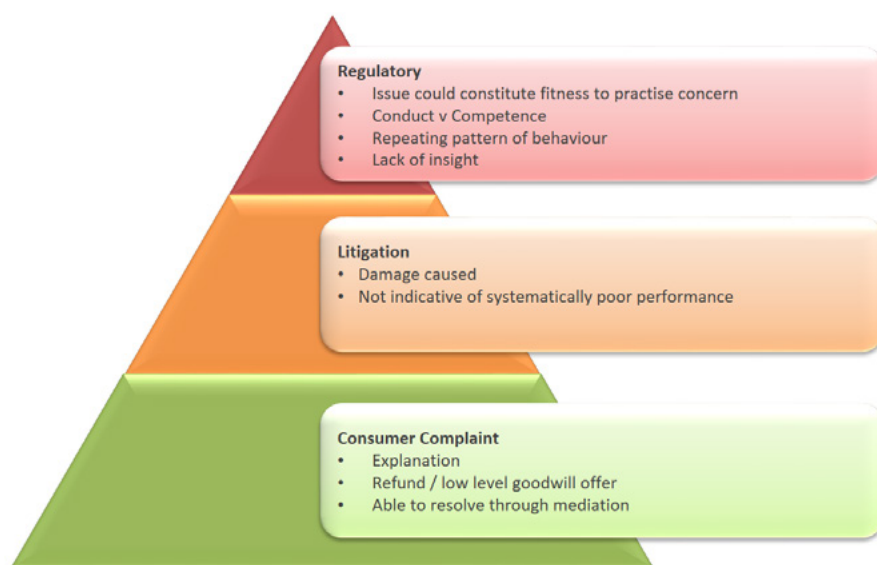 Regulatory
• Issue could constitute fitness to practise concern
• Conduct v Competence
• Repeating pattern of behaviour
• Lack of insight
Litigation
• Damage caused
• Not indicative of systematically poor performance
Consumer Complaint
• Explanation
• Refund / low level goodwill offer
• Able to resolve through mediation